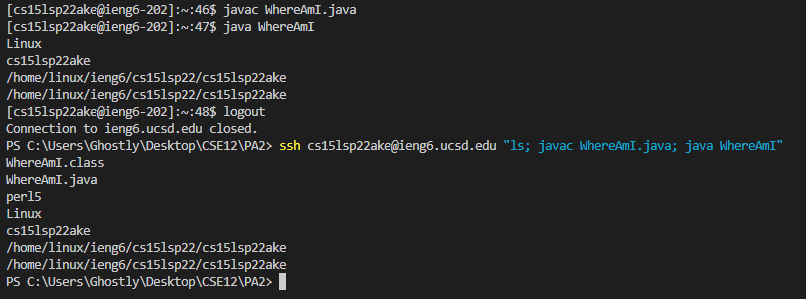 [cs15lsp22ake@ieng6-202]:~:46$ javac WhereAmI.java
[cs15lsp22ake@ieng6-202]:~:47$ java WhereAmI
Linux
cs15lsp22ake
/home/linux/ieng6/cs15lsp22/cs15lsp22ake
/home/linux/ieng6/cs15lsp22/cs15lsp22ake
[cs15lsp22ake@ieng6-202]:~:48$ logout
Connection to ieng6.ucsd.edu closed.
PS C:\Users\Ghostly\Desktop\CSE12\PA2> ssh cs15lsp22ake@ieng6.ucsd.edu "ls; javac WhereAmI.java; java WhereAmI"
WhereAmI.class
WhereAmI.java
perl5
Linux
cs15lsp22ake
/home/linux/ieng6/cs15lsp22/cs15lsp22ake
/home/linux/ieng6/cs15lsp22/cs15lsp22ake
PS C:\Users\Ghostly\Desktop\CSE12\PA2>